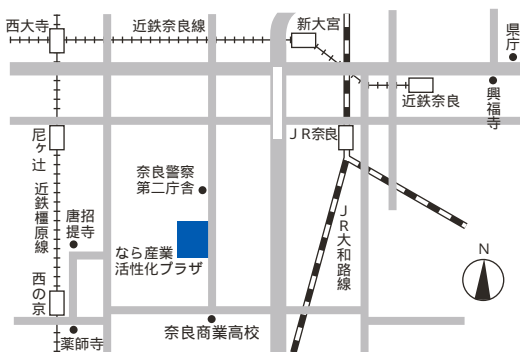 西大寺
近鉄奈良線
新大宮
県庁
近鉄奈良
興福寺
尼ヶ辻
JR奈良
奈良警察
第二庁舎
近鉄橿原線
唐招
提寺
なら産業
活性化プラザ
JR大和路線
N
西の京
薬師寺
奈良商業高校